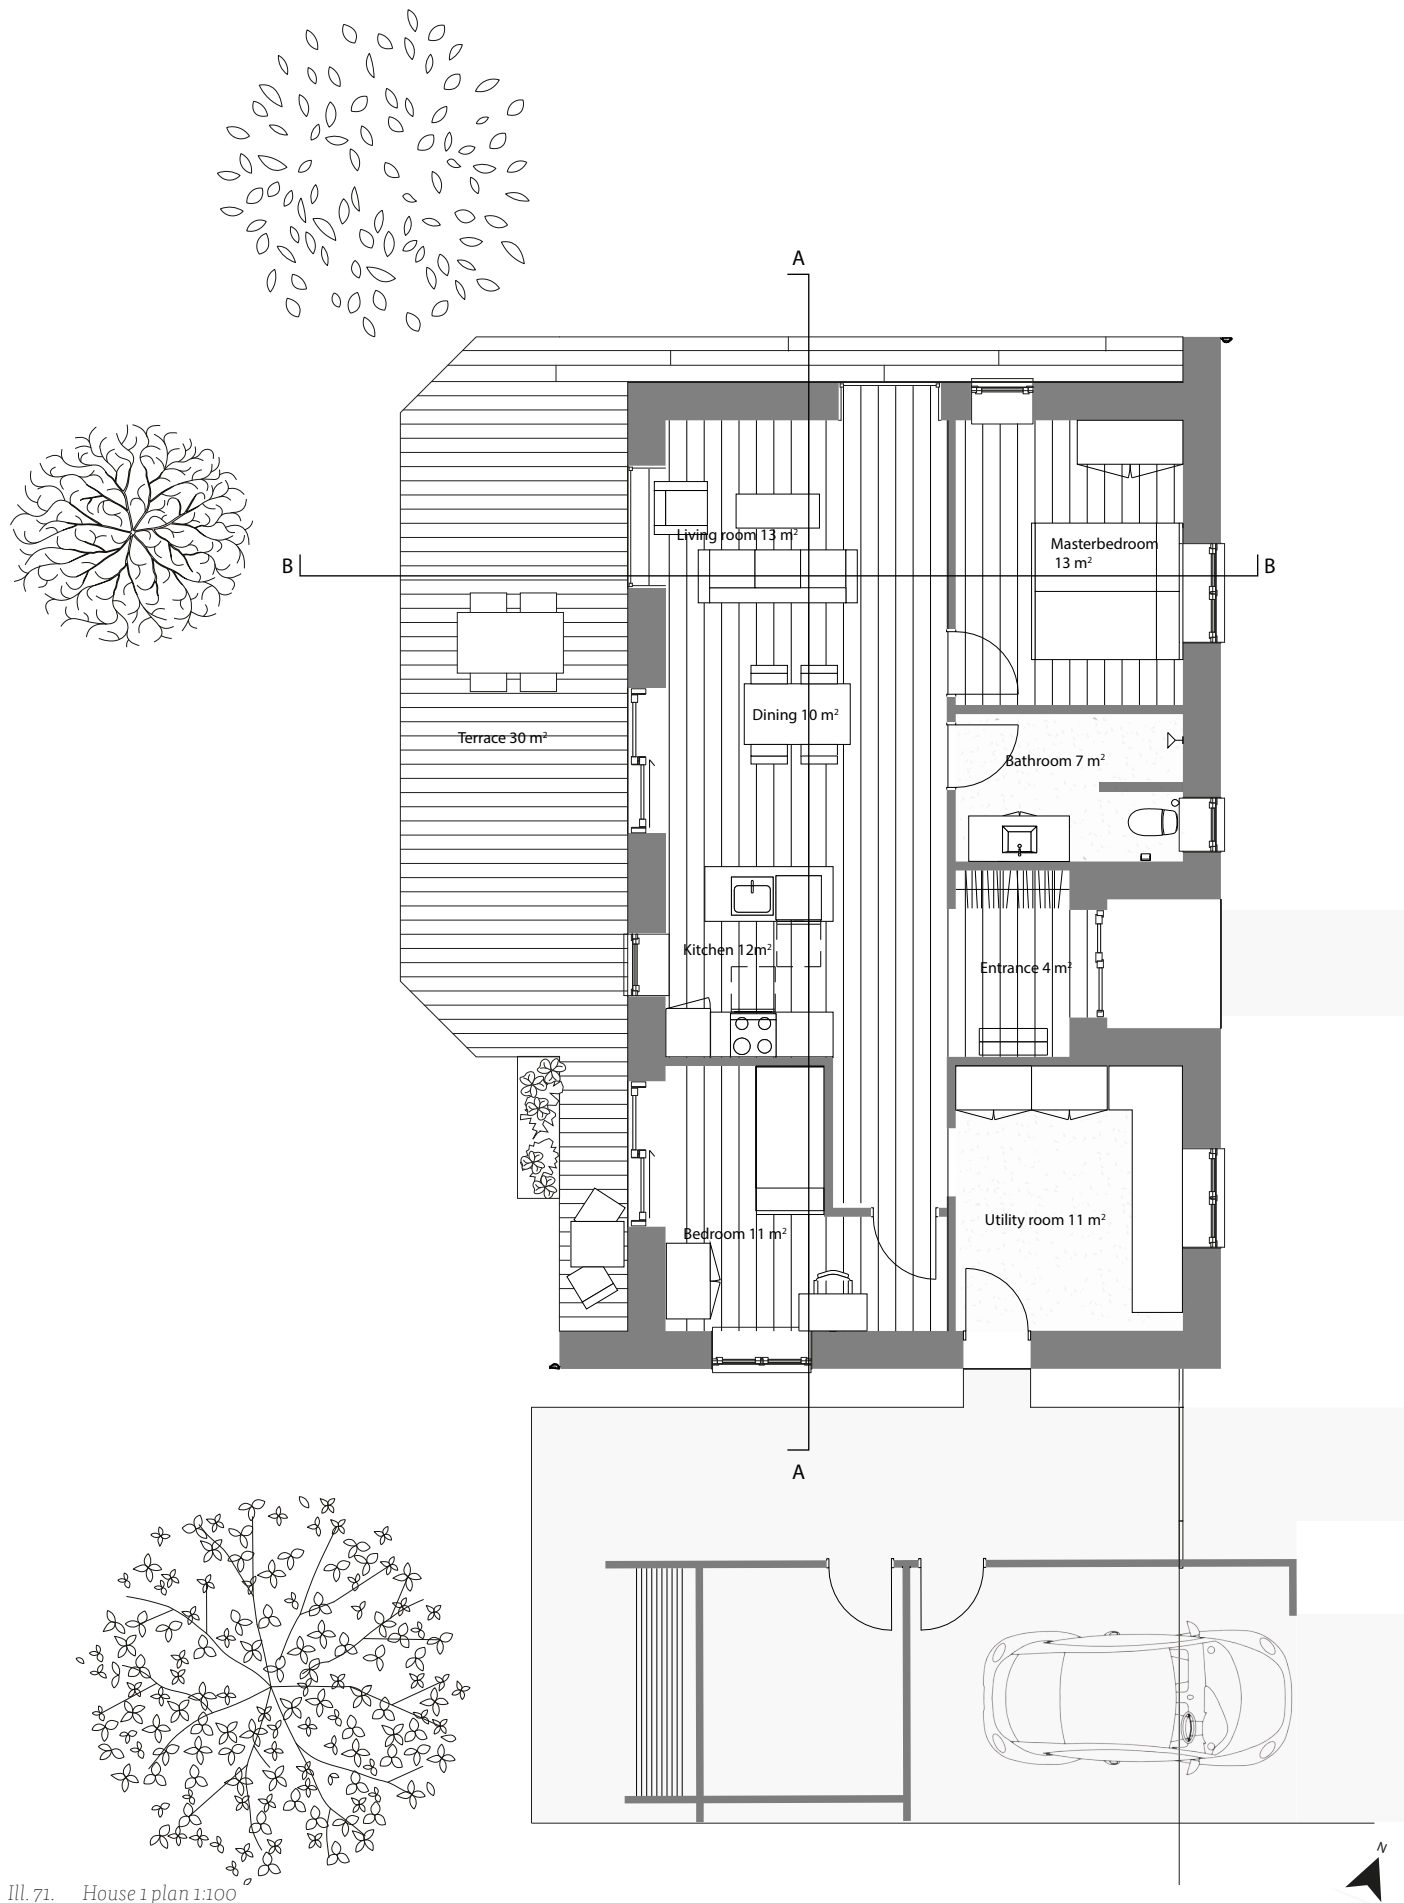 A
B
B
Living room 13 m²
Masterbedroom
13 m²
Dining 10 m²
Terrace 30 m²
Bathroom 7 m²
Kitchen 12m²
Entrance 4 m²
Utility room 11 m²
Bedroom 11 m²
A
N
Ill. 71. House 1 plan 1:100